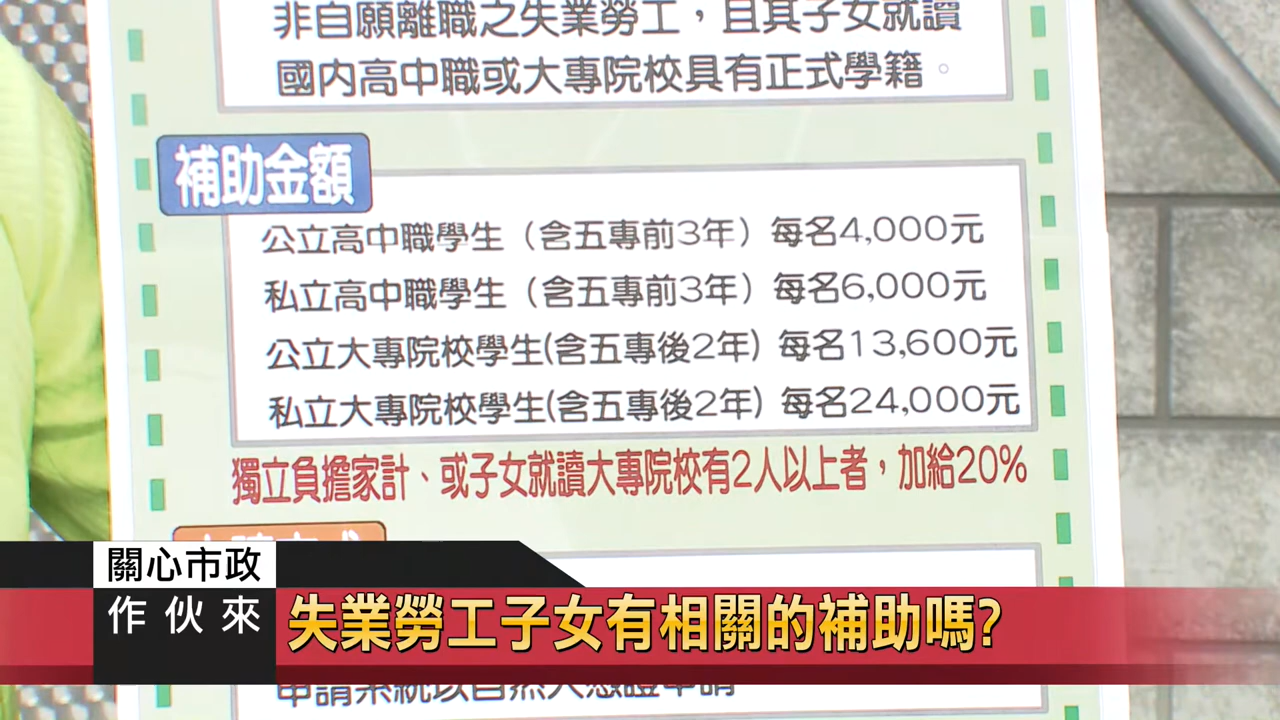 非自願離職之失業勞工，且其子女就讀
國內高中職或大專院校具有正式學籍。
補助金額
公立高中職學生（含五專前3年）每名4,000元
私立高中職學生（含五專前3年）每名6,000元
公立大專院校學生(含五專後2年) 每名13,600元
私立大專院校學生(含五專後2年) 每名24,000元
獨立負擔家計、或子女就讀大專院校有2人以上者，加給20%
關心市政
作伙來
失業勞工子女有相關的補助嗎?